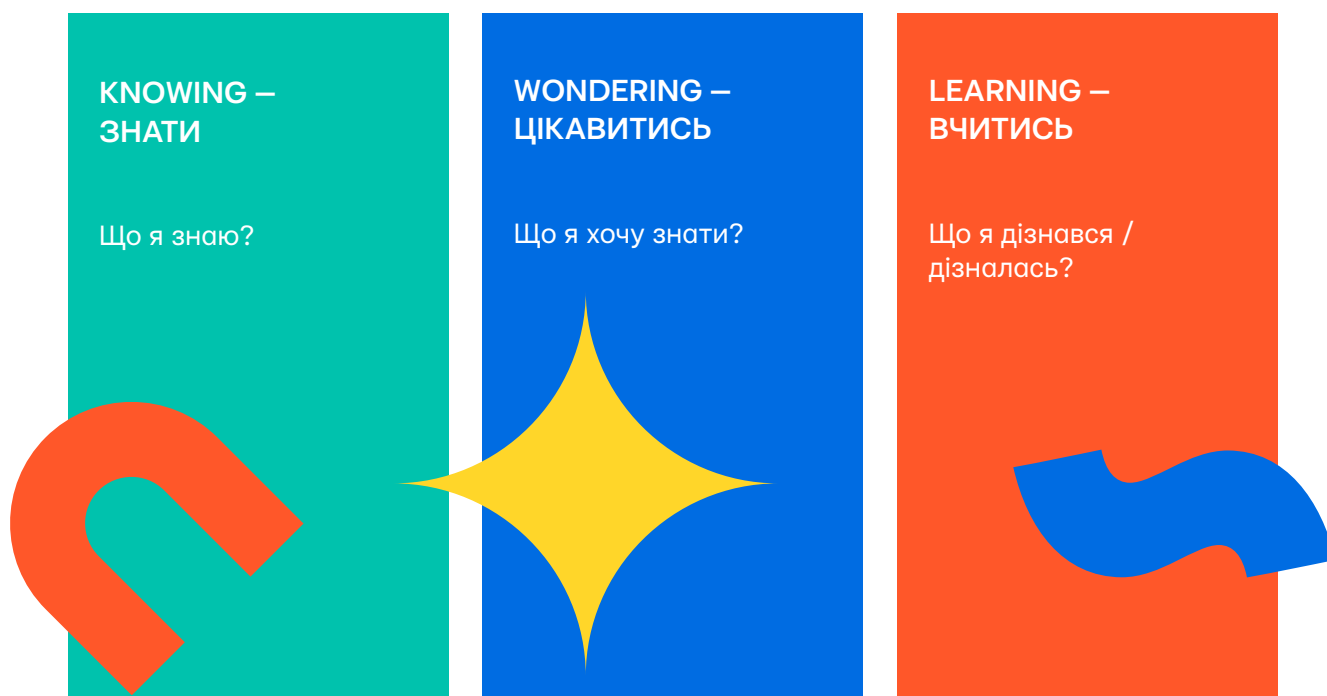 KNOWING —
ЗНАТИ
Що я знаю?
WONDERING —
ЦІКАВИТИСЬ
Що я хочу знати?
LEARNING —
ВЧИТИСЬ
Що я дізнався /
дізналась?